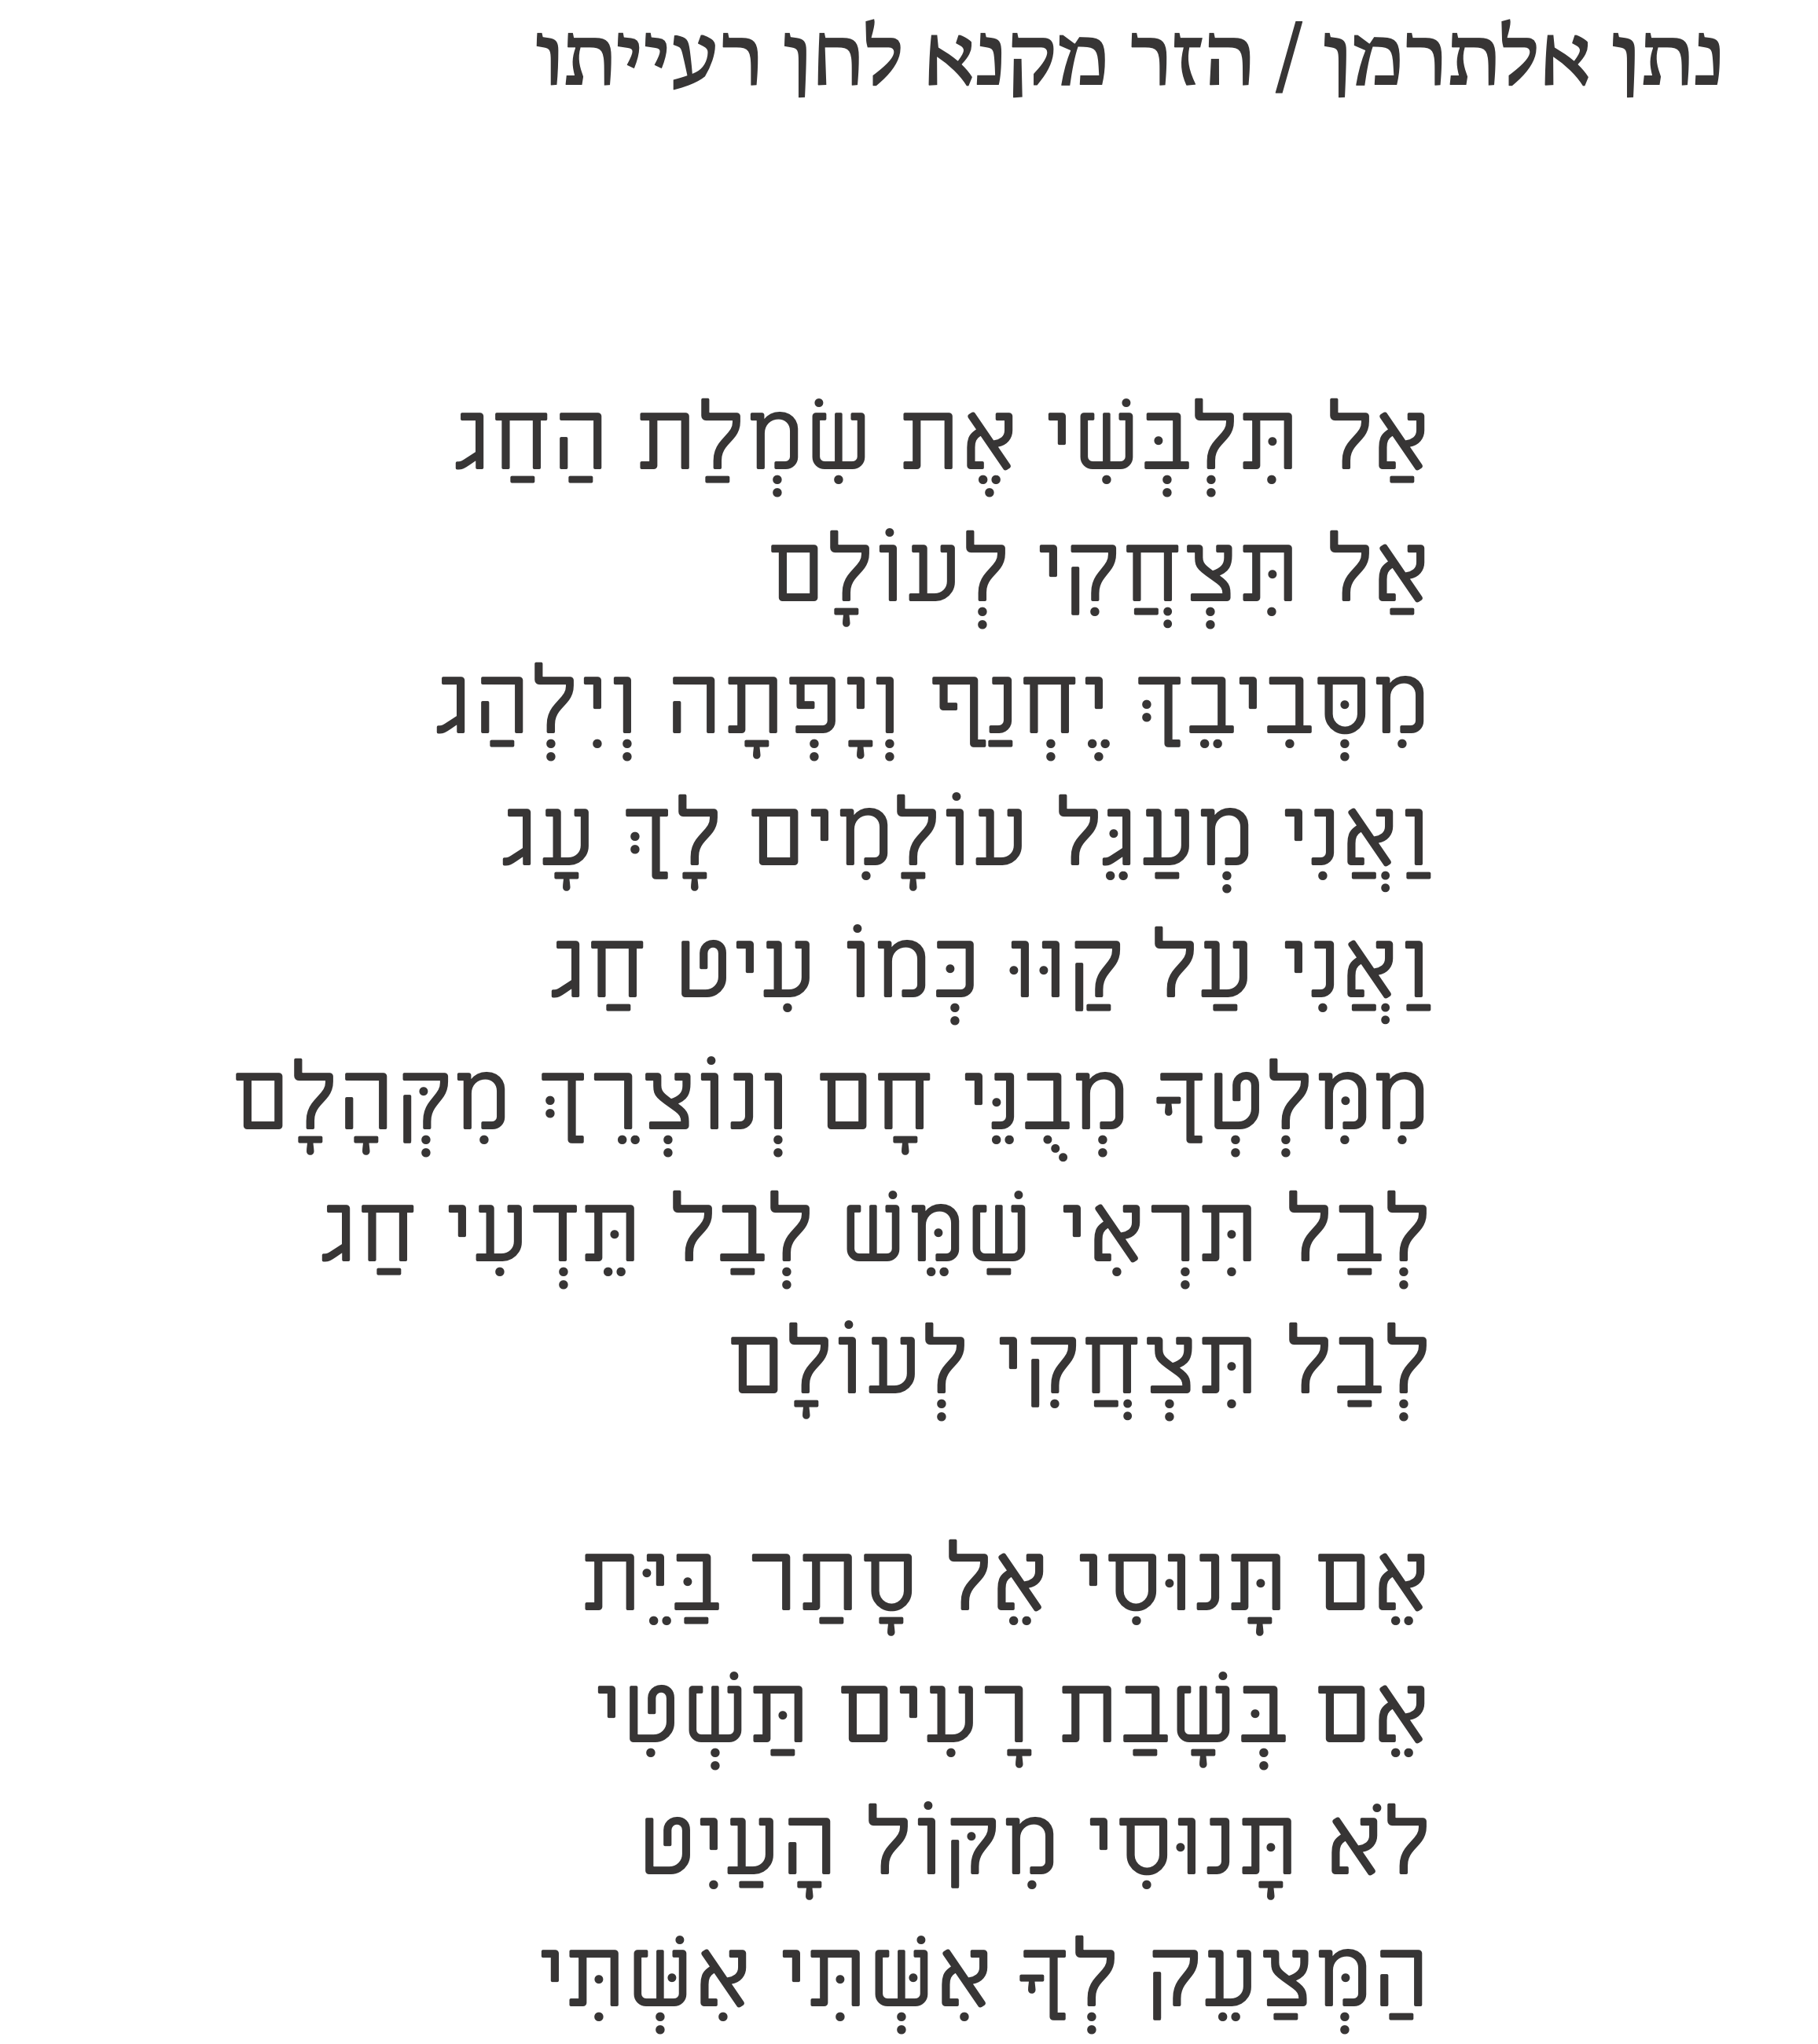 נתן אלתרמן / הזר מקנא לחן רעייתו
אַל תִּלְבְּשִׁי אֶת שִׂמְלַת הַחַג
אַל תִּצְחֲקִי לְעוֹלָם
מִסְּבִיבֵךְ יֶחְנַף וְיָפְתָה וְיִלְהַג
וַאֲנִי מְעַגֵּל עוֹלָמִים לָךְ עָג
וַאֲנִי עַל קַוּוּ כְּמוֹ עִיט חַג
מִמִּלְפְךָ מְבֻנֵּי חָם וְנוֹצְרֵךְ מִקְּהָלָם
לְבַל תִּרְאִי שַׁמֵּשׁ לְבַל תֵּדְעִי חַג
לְבַל תִּצְחֲקִי לְעוֹלָם
אֵם תָּנוּסִי אֵל סָתַר בַּיֵּת
אֵם בְּשָׁבַת רָעִים תַּשְׁטִי
לֹא תָּנוּסִי מִקּוֹל הָעַיִט
הַמְּצַעֵק לְךָ אִשְּׁתִּי אִשְּׁתִּי